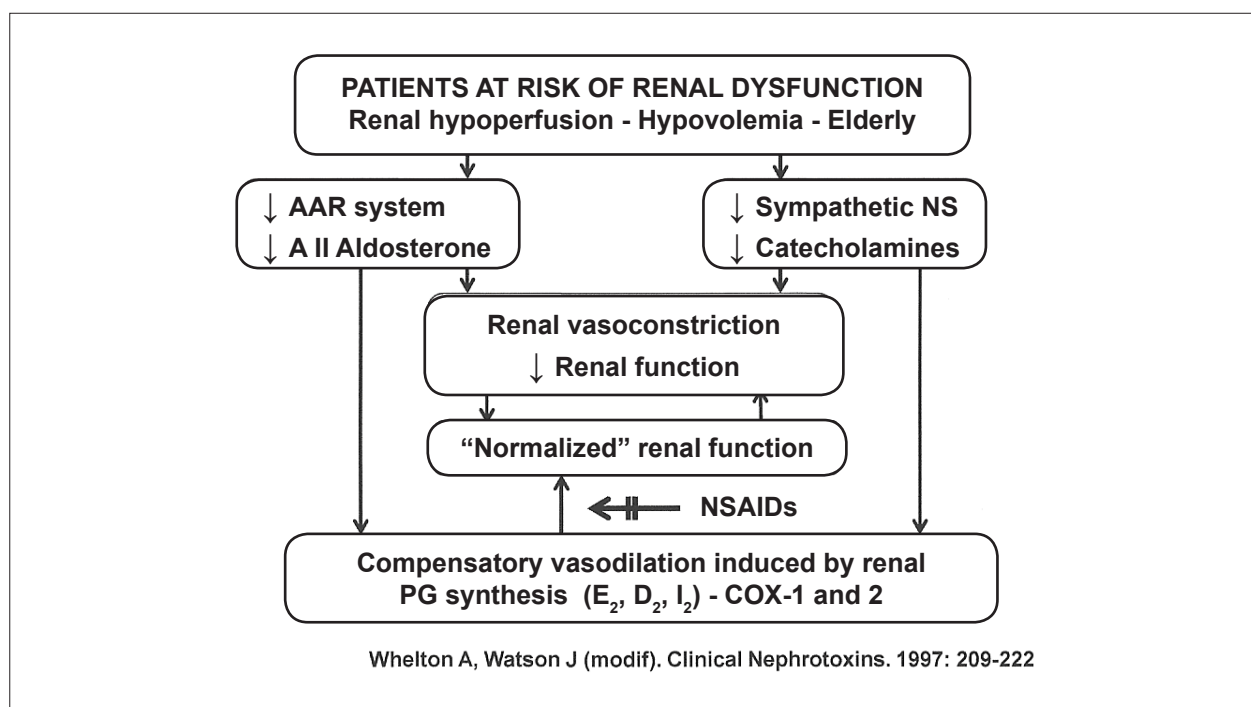 PATIENTS AT RISK OF RENAL DYSFUNCTION
Renal hypoperfusion - Hypovolemia - Elderly
↓ AAR system
↓ A II Aldosterone
↓ Sympathetic NS
↓ Catecholamines
Renal vasoconstriction
↓ Renal function
“Normalized” renal function
NSAIDs
Compensatory vasodilation induced by renal
PG synthesis (E₂, D₂, I₂) - COX-1 and 2
Whelton A, Watson J (modif). Clinical Nephrotoxins. 1997: 209-222